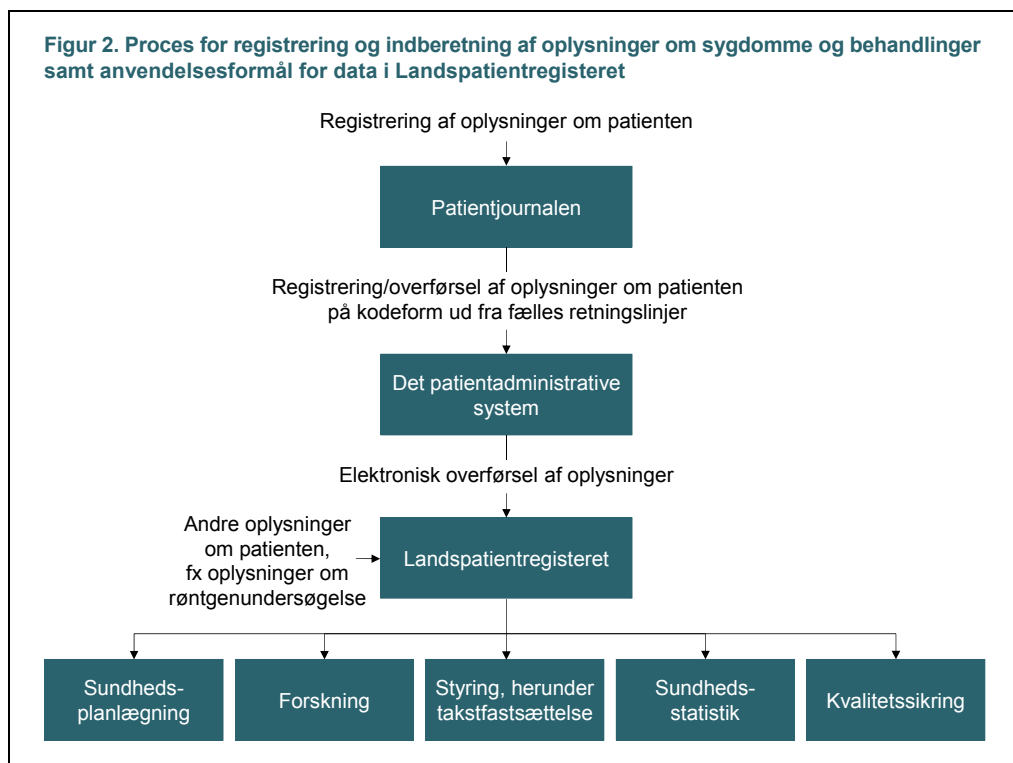 Figur 2. Proces for registrering og indberetning af oplysninger om sygdomme og behandlinger
samt anvendelsesformål for data i Landspatientregisteret
Registrering af oplysninger om patienten
Patientjournalen
Registrering/overførsel af oplysninger om patienten
på kodeform ud fra fælles retningslinjer
Det patientadministrative
system
Elektronisk overførsel af oplysninger
Andre oplysninger
om patienten,
fx oplysninger om
røntgenundersøgelse
Landspatientregisteret
Sundheds-
planlægning
Forskning
Styring, herunder
takstfastsættelse
Sundheds-
statistik
Kvalitetssikring